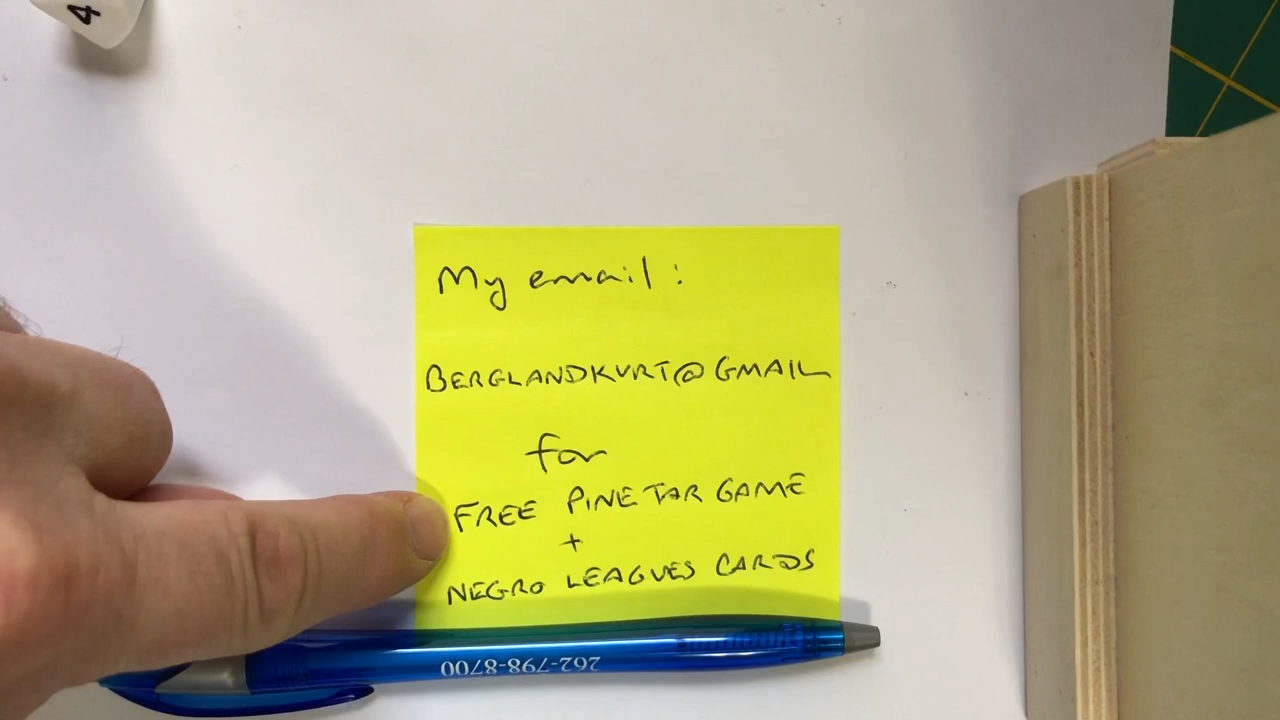 4
My email:
BERGLANDKURT@GMAIL
for
FREE PINE TAR GAME
+
NEGRO LEAGUES CARDS
262-798-8700